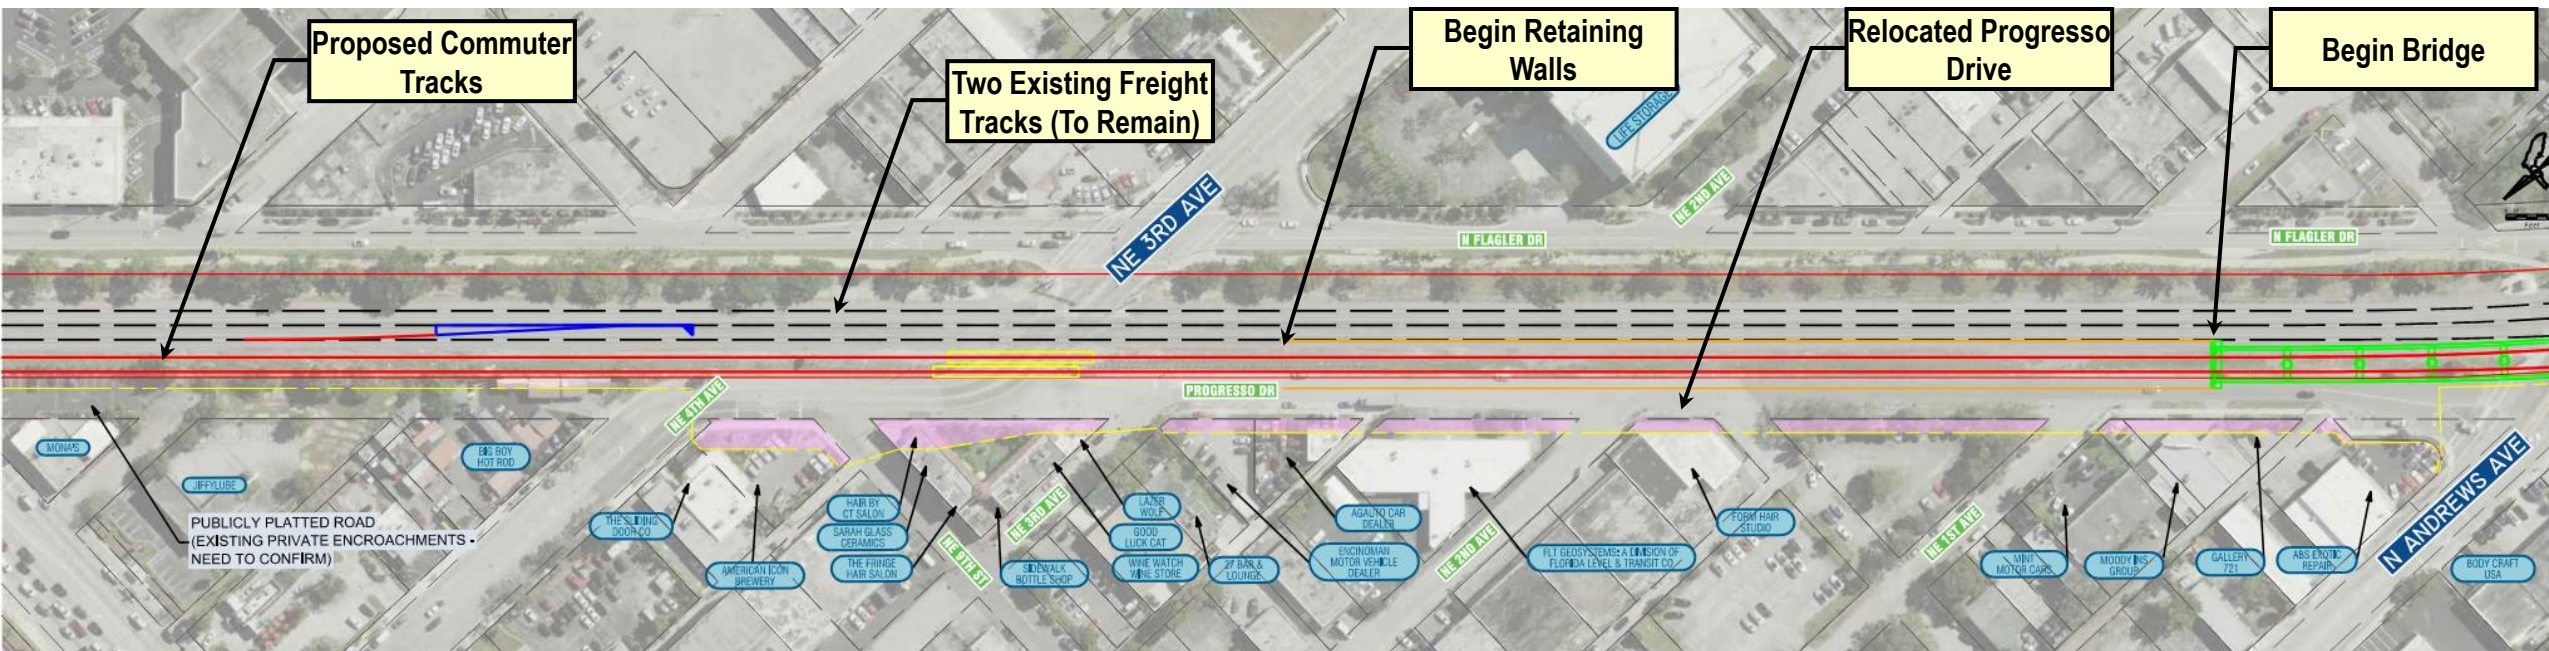 Proposed Commuter
Tracks
Two Existing Freight
Tracks (To Remain)
Begin Retaining
Walls
Relocated Progresso
Drive
Begin Bridge
LIFE STORAGE
NE 3RD AVE
NE 2ND AVE
N FLAGLER DR
N FLAGLER DR
Feet
NE 4TH AVE
PROGRESSO DR
MONA'S
JIFFYLUBE
BIG BOY
HOT ROD
PUBLICLY PLATTED ROAD
(EXISTING PRIVATE ENCROACHMENTS -
NEED TO CONFIRM)
THE SLIDING
DOOR CO
AMERICAN ICON
BREWERY
HAIR BY
CT SALON
SARAH GLASS
CERAMICS
THE FRINGE
HAIR SALON
NE 9TH ST
SIDEWALK
BOTTLE SHOP
NE 3RD AVE
LAZER
WOLF
GOOD
LUCK CAT
WINE WATCH
WINE STORE
27 BAR &
LOUNGE
AGAUTO CAR
DEALER
ENCINOMAN
MOTOR VEHICLE
DEALER
NE 2ND AVE
FLT GEOSYSTEMS: A DIVISION OF
FLORIDA LEVEL & TRANSIT CO
FORM HAIR
STUDIO
NE 1ST AVE
MINT
MOTOR CARS
MOODY INS
GROUP
GALLERY
721
ABS EXOTIC
REPAIR
N ANDREWS AVE
BODY CRAFT
USA